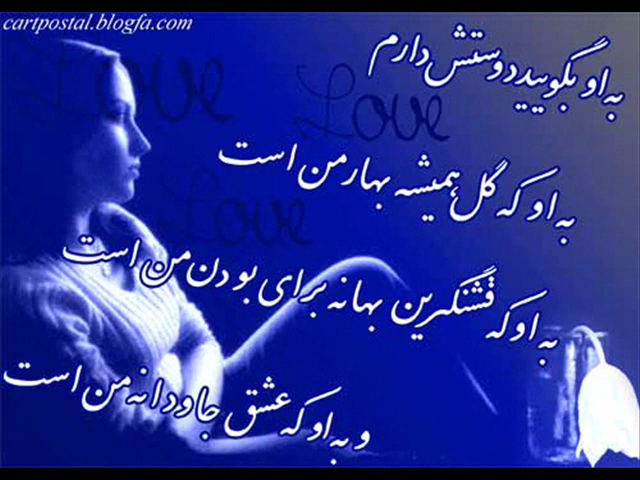 cartpostal.blogfa.com
به او بگویید دوستش دارم
Love
Love
به او که گل همیشه بهار من است
Love
به او که قشنگترین بهانه برای بودن من است
و به او که عشق جاودانه من است